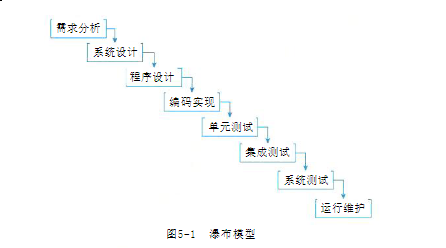 需求分析
系统设计
程序设计
编码实现
单元测试
集成测试
系统测试
运行维护
图5-1 瀑布模型